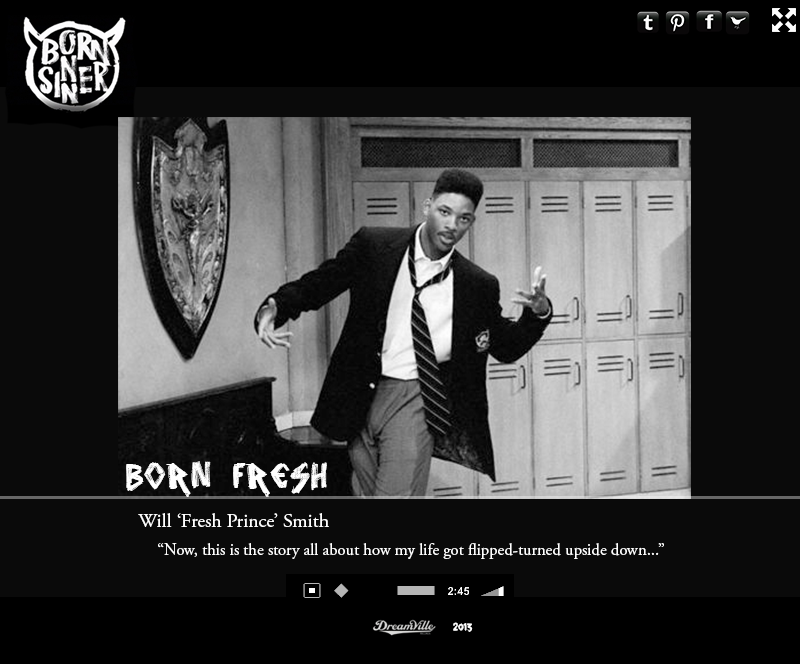 BORN
SINNER
BORN FRESH
Will ‘Fresh Prince’ Smith
“Now, this is the story all about how my life got flipped-turned upside down...”
2:45
DreamVille 2013